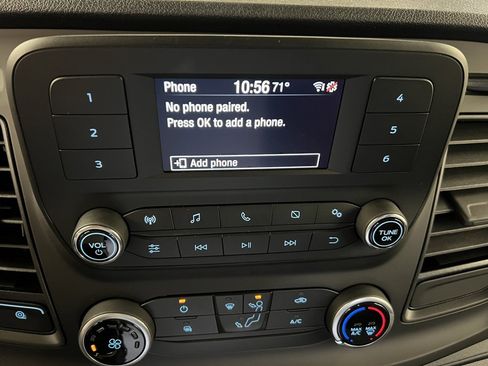 Phone 10:56 71°
No phone paired.
Press OK to add a phone.
Add phone
1
2
3
4
5
6
VOL
TUNE
OK
A/C
MAX
A/C
MAX